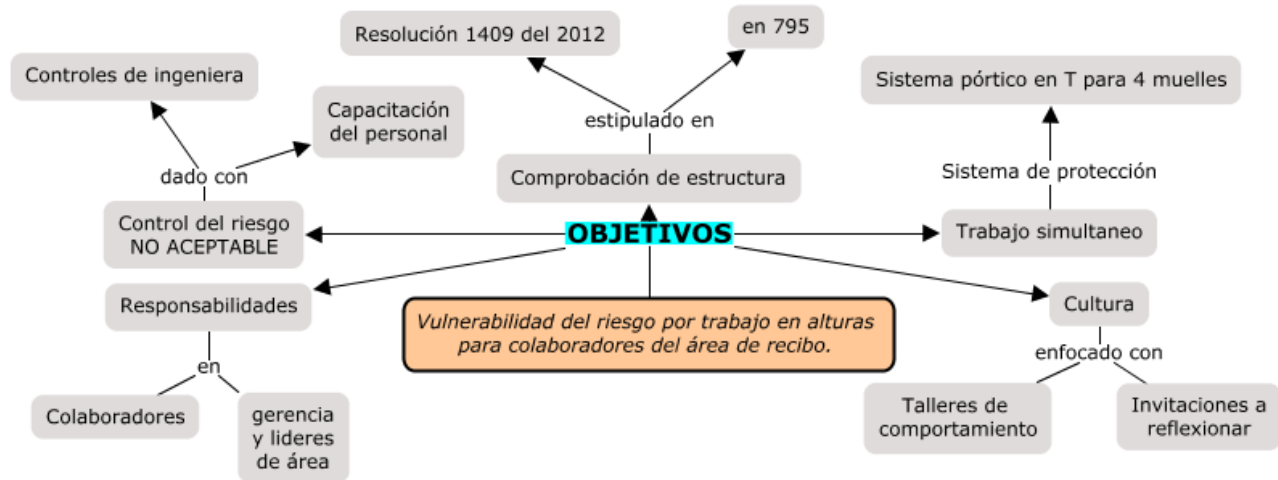 Resolución 1409 del 2012
en 795
Controles de ingeniera
Capacitación
del personal
estipulado en
Sistema pórtico en T para 4 muelles
dado con
Comprobación de estructura
Sistema de protección
Control del riesgo
NO ACEPTABLE
OBJETIVOS
Trabajo simultaneo
Responsabilidades
Vulnerabilidad del riesgo por trabajo en alturas
para colaboradores del área de recibo.
Cultura
en
enfocado con
Colaboradores
gerencia
y lideres
de área
Talleres de
comportamiento
Invitaciones a
reflexionar